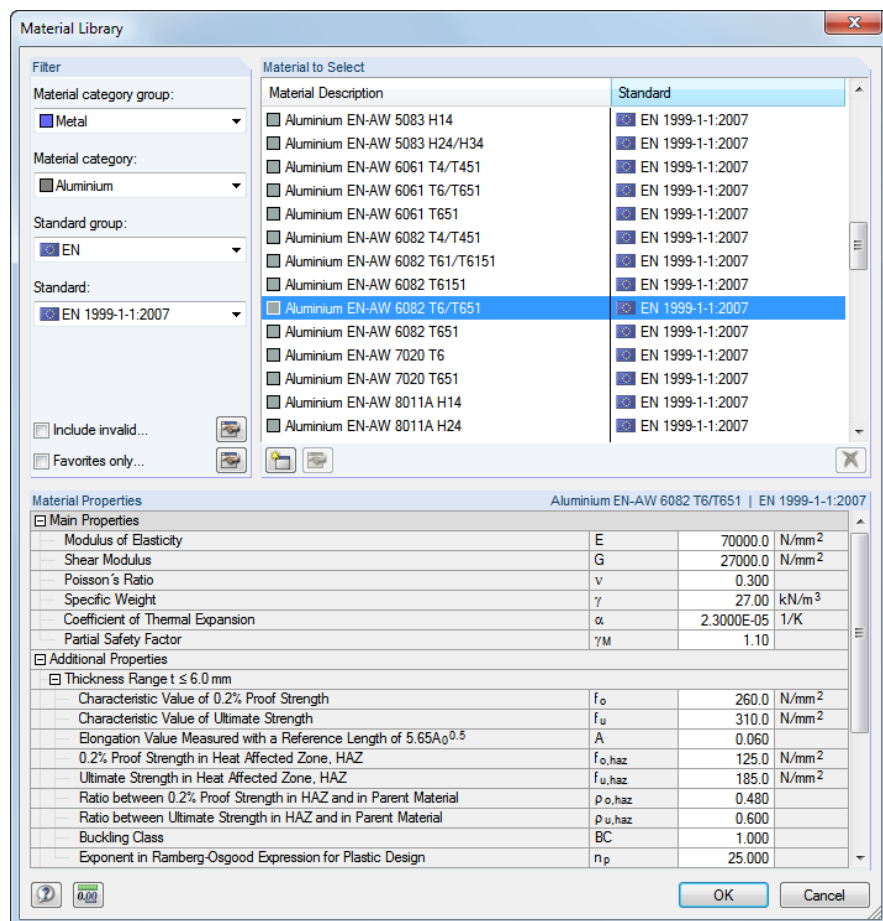 Material Library
Filter
Material category group:
Metal
Material category:
Aluminium
Standard group:
EN
Standard:
EN 1999-1-1:2007
Include invalid...
Favorites only...
Material to Select
Material Description Standard
Aluminium EN-AW 5083 H14 EN 1999-1-1:2007
Aluminium EN-AW 5083 H24/H34 EN 1999-1-1:2007
Aluminium EN-AW 6061 T4/T451 EN 1999-1-1:2007
Aluminium EN-AW 6061 T6/T651 EN 1999-1-1:2007
Aluminium EN-AW 6061 T651 EN 1999-1-1:2007
Aluminium EN-AW 6082 T4/T451 EN 1999-1-1:2007
Aluminium EN-AW 6082 T61/T6151 EN 1999-1-1:2007
Aluminium EN-AW 6082 T6151 EN 1999-1-1:2007
Aluminium EN-AW 6082 T6/T651 EN 1999-1-1:2007
Aluminium EN-AW 6082 T651 EN 1999-1-1:2007
Aluminium EN-AW 7020 T6 EN 1999-1-1:2007
Aluminium EN-AW 7020 T651 EN 1999-1-1:2007
Aluminium EN-AW 8011A H14 EN 1999-1-1:2007
Aluminium EN-AW 8011A H24 EN 1999-1-1:2007
Material Properties Aluminium EN-AW 6082 T6/T651 | EN 1999-1-1:2007
Main Properties
Modulus of Elasticity E 70000.0 N/mm²
Shear Modulus G 27000.0 N/mm²
Poisson´s Ratio ν 0.300
Specific Weight γ 27.00 kN/m³
Coefficient of Thermal Expansion α 2.3000E-05 1/K
Partial Safety Factor γM 1.10
Additional Properties
Thickness Range t ≤ 6.0 mm
Characteristic Value of 0.2% Proof Strength fo 260.0 N/mm²
Characteristic Value of Ultimate Strength fu 310.0 N/mm²
Elongation Value Measured with a Reference Length of 5.65A0^0.5 A 0.060
0.2% Proof Strength in Heat Affected Zone, HAZ fo,haz 125.0 N/mm²
Ultimate Strength in Heat Affected Zone, HAZ fu,haz 185.0 N/mm²
Ratio between 0.2% Proof Strength in HAZ and in Parent Material ρo,haz 0.480
Ratio between Ultimate Strength in HAZ and in Parent Material ρu,haz 0.600
Buckling Class BC 1.000
Exponent in Ramberg-Osgood Expression for Plastic Design np 25.000
0.00
OK
Cancel